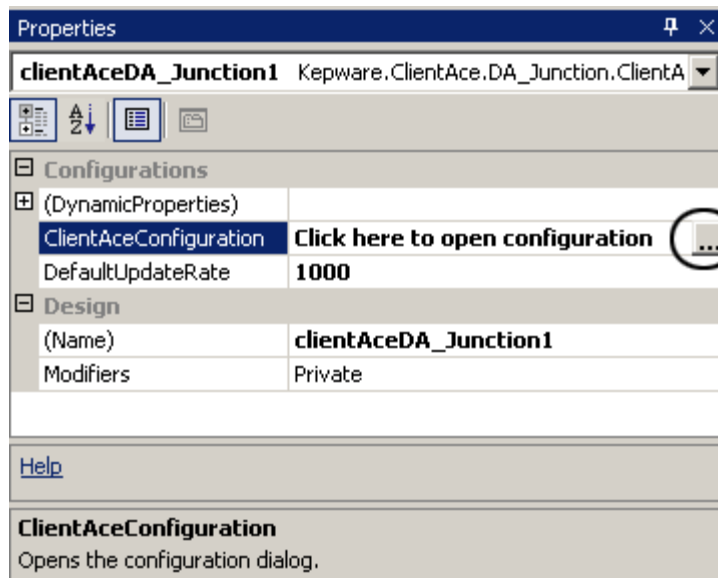 Properties
clientAceDA_Junction1 Kepware.ClientAce.DA_Junction.ClientA
Configurations
(DynamicProperties)
ClientAceConfiguration Click here to open configuration ...
DefaultUpdateRate 1000
Design
(Name) clientAceDA_Junction1
Modifiers Private
Help
ClientAceConfiguration
Opens the configuration dialog.